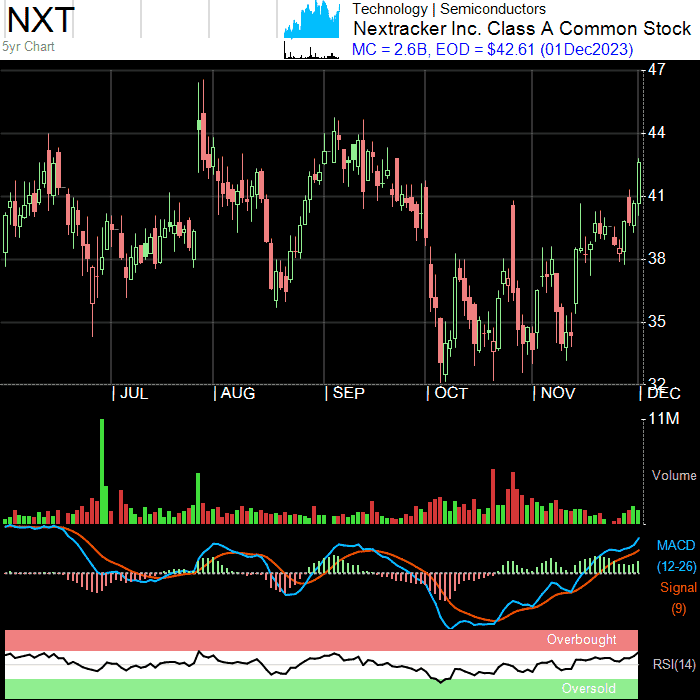 NXT
5yr Chart
Technology | Semiconductors
Nextracker Inc. Class A Common Stock
MC = 2.6B, EOD = $42.61 (01Dec2023)
47
44
41
38
35
32
| JUL | AUG | SEP | OCT | NOV | DEC
11M
Volume
MACD
(12-26)
Signal
(9)
Overbought
RSI(14)
Oversold